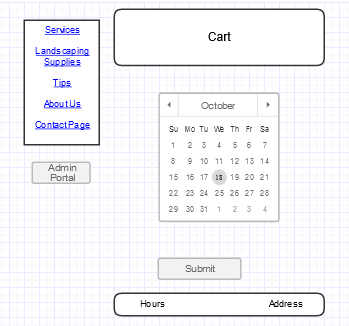 Services
Landscaping
Supplies
Tips
About Us
Contact Page
Admin
Portal
Cart
October
Su Mo Tu We Th Fr Sa
1 2 3 4 5 6 7
8 9 10 11 12 13 14
15 16 17 18 19 20 21
22 23 24 25 26 27 28
29 30 31 1 2 3 4
Submit
Hours Address